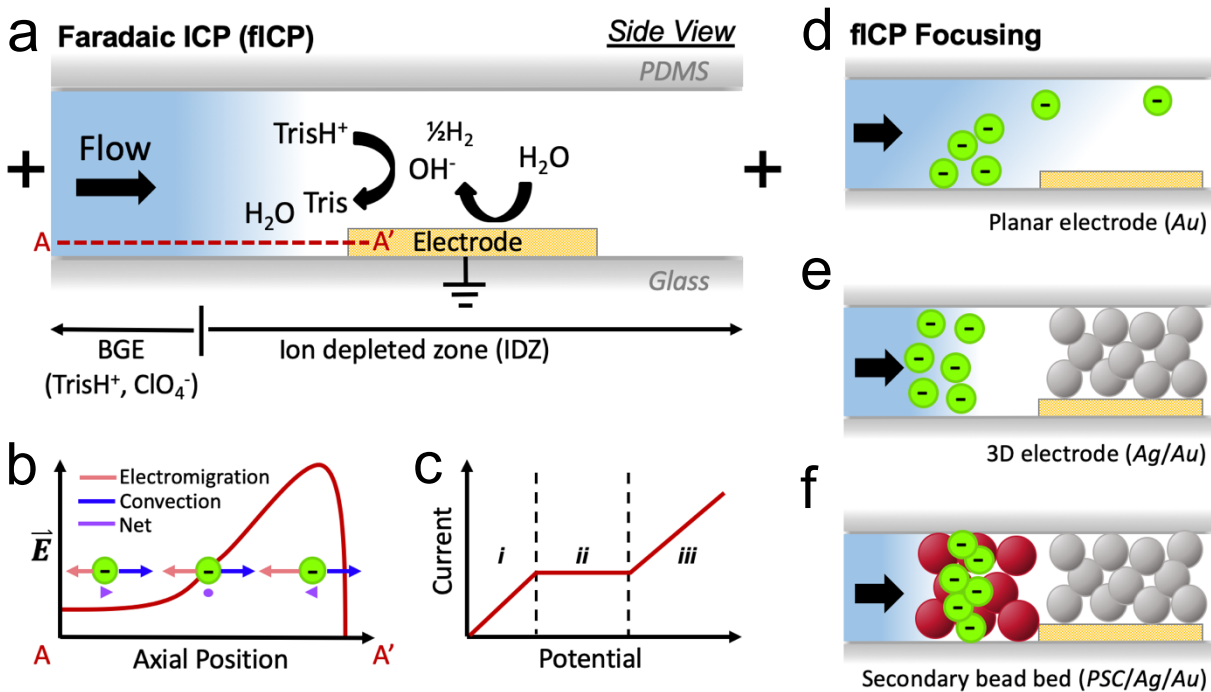 a
Faradaic ICP (fICP)
Side View
PDMS
+
Flow
TrisH⁺
½H₂
OH⁻
H₂O
Tris
H₂O
A
A’
Electrode
Glass
BGE
(TrisH⁺, ClO₄⁻)
Ion depleted zone (IDZ)
b
Electromigration
Convection
Net
E
-
-
-
A
Axial Position
A’
c
Current
i
ii
iii
Potential
+
d
fICP Focusing
-
-
-
-
-
-
-
Planar electrode (Au)
e
-
-
-
-
-
-
3D electrode (Ag/Au)
f
-
-
-
-
-
-
-
Secondary bead bed (PSC/Ag/Au)